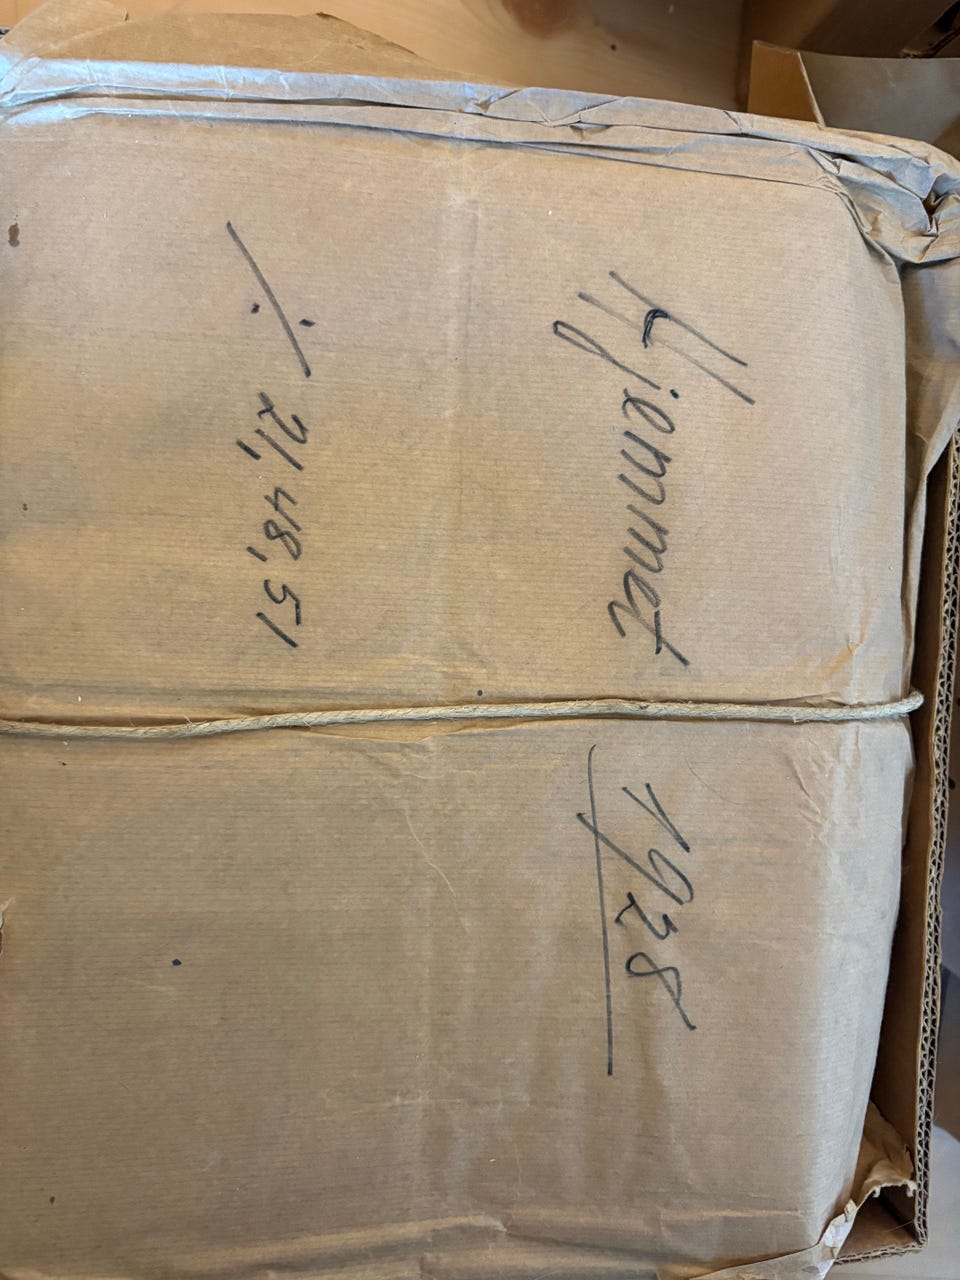 Hjemmet 1928
⁒ 21, 48, 51